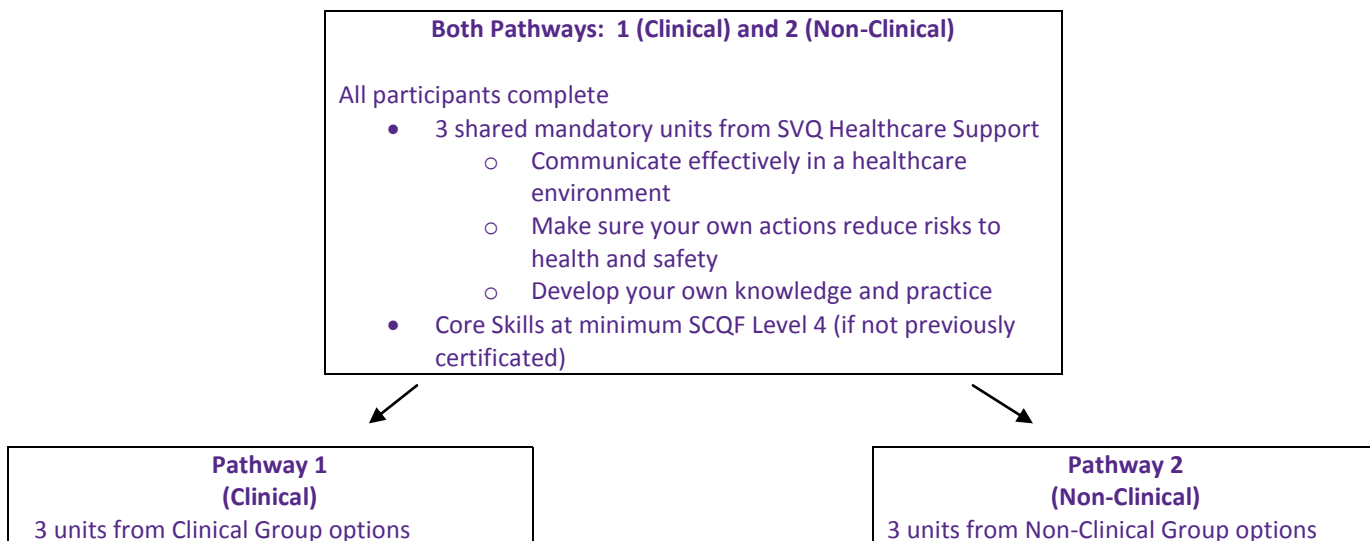 Both Pathways: 1 (Clinical) and 2 (Non-Clinical)
All participants complete
• 3 shared mandatory units from SVQ Healthcare Support
o Communicate effectively in a healthcare
environment
o Make sure your own actions reduce risks to
health and safety
o Develop your own knowledge and practice
• Core Skills at minimum SCQF Level 4 (if not previously
certificated)
Pathway 1
(Clinical)
3 units from Clinical Group options
Pathway 2
(Non-Clinical)
3 units from Non-Clinical Group options